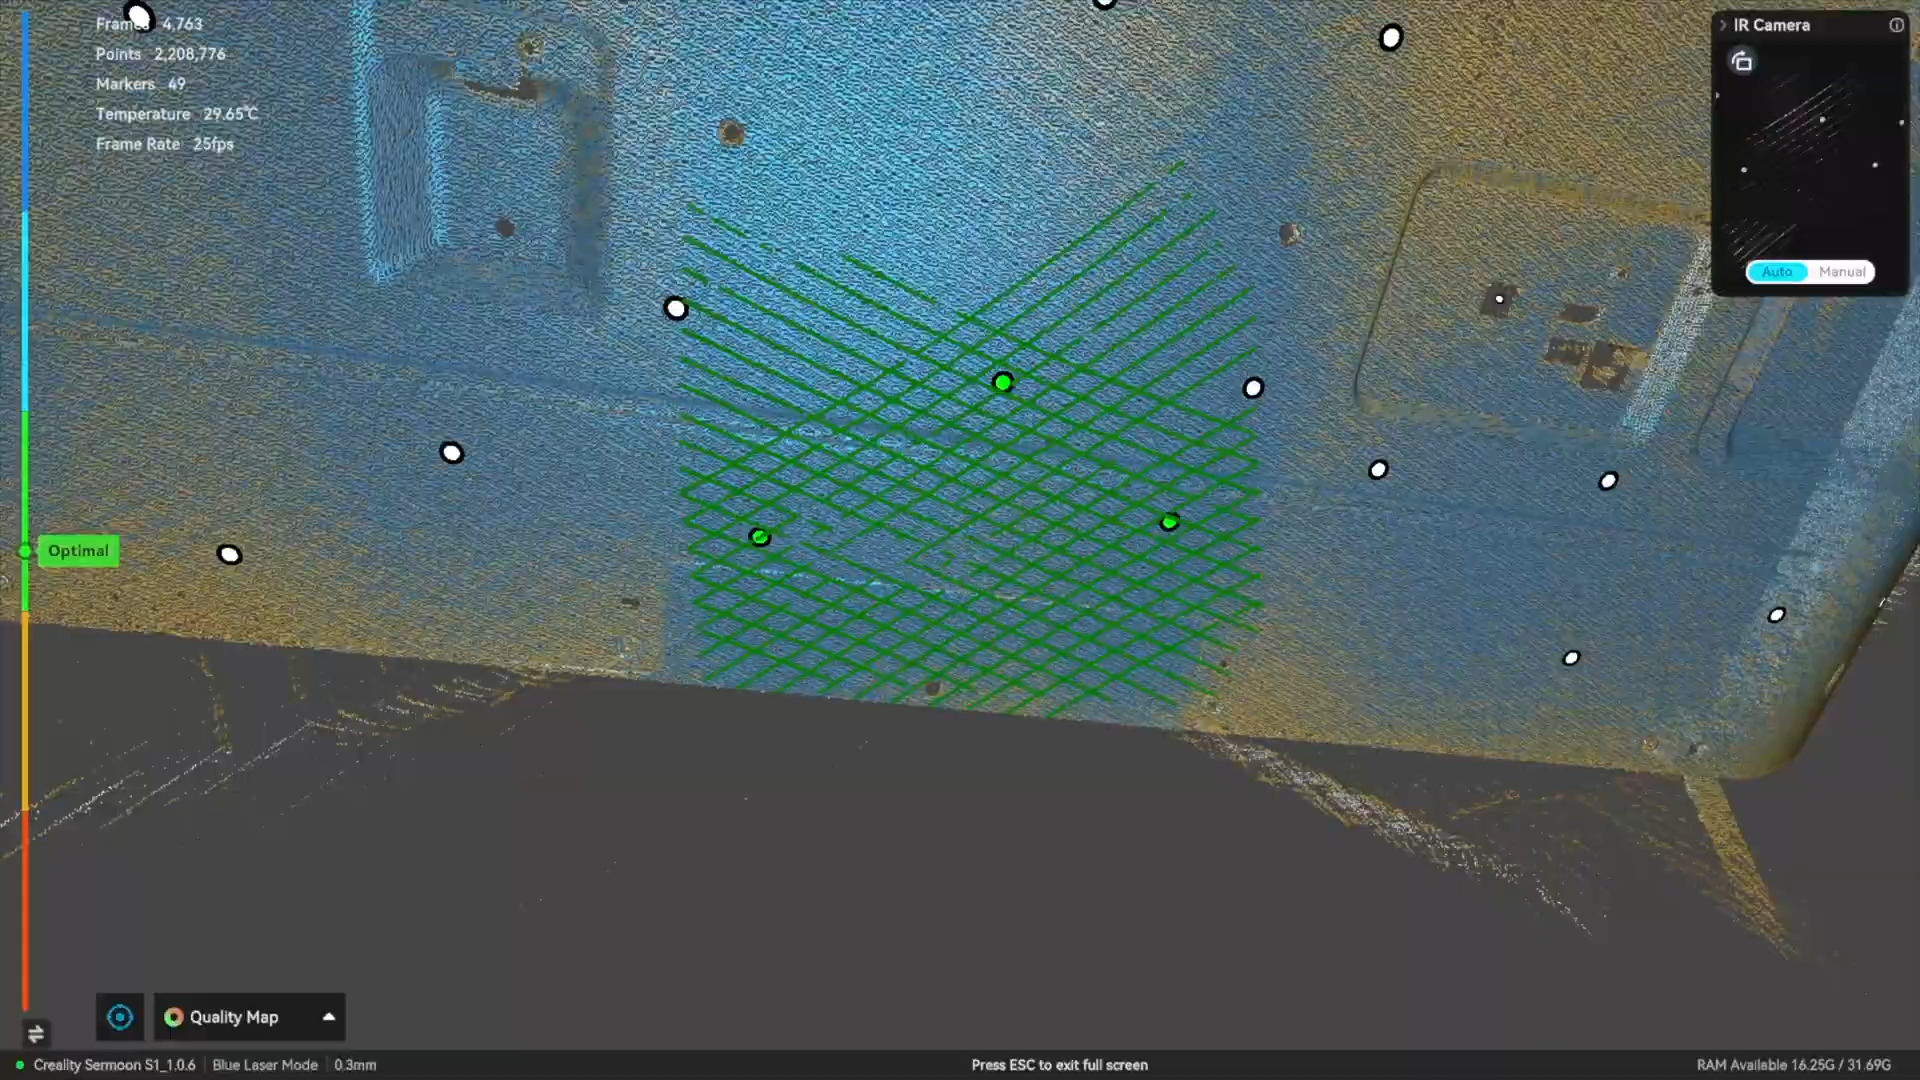 Frame 4,763
Points 2,208,776
Markers 49
Temperature 29.65℃
Frame Rate 25fps
IR Camera
Auto Manual
Optimal
Quality Map
Creality Sermoon S1_1.0.6 Blue Laser Mode 0.3mm
Press ESC to exit full screen
RAM Available 16.25G / 31.69G